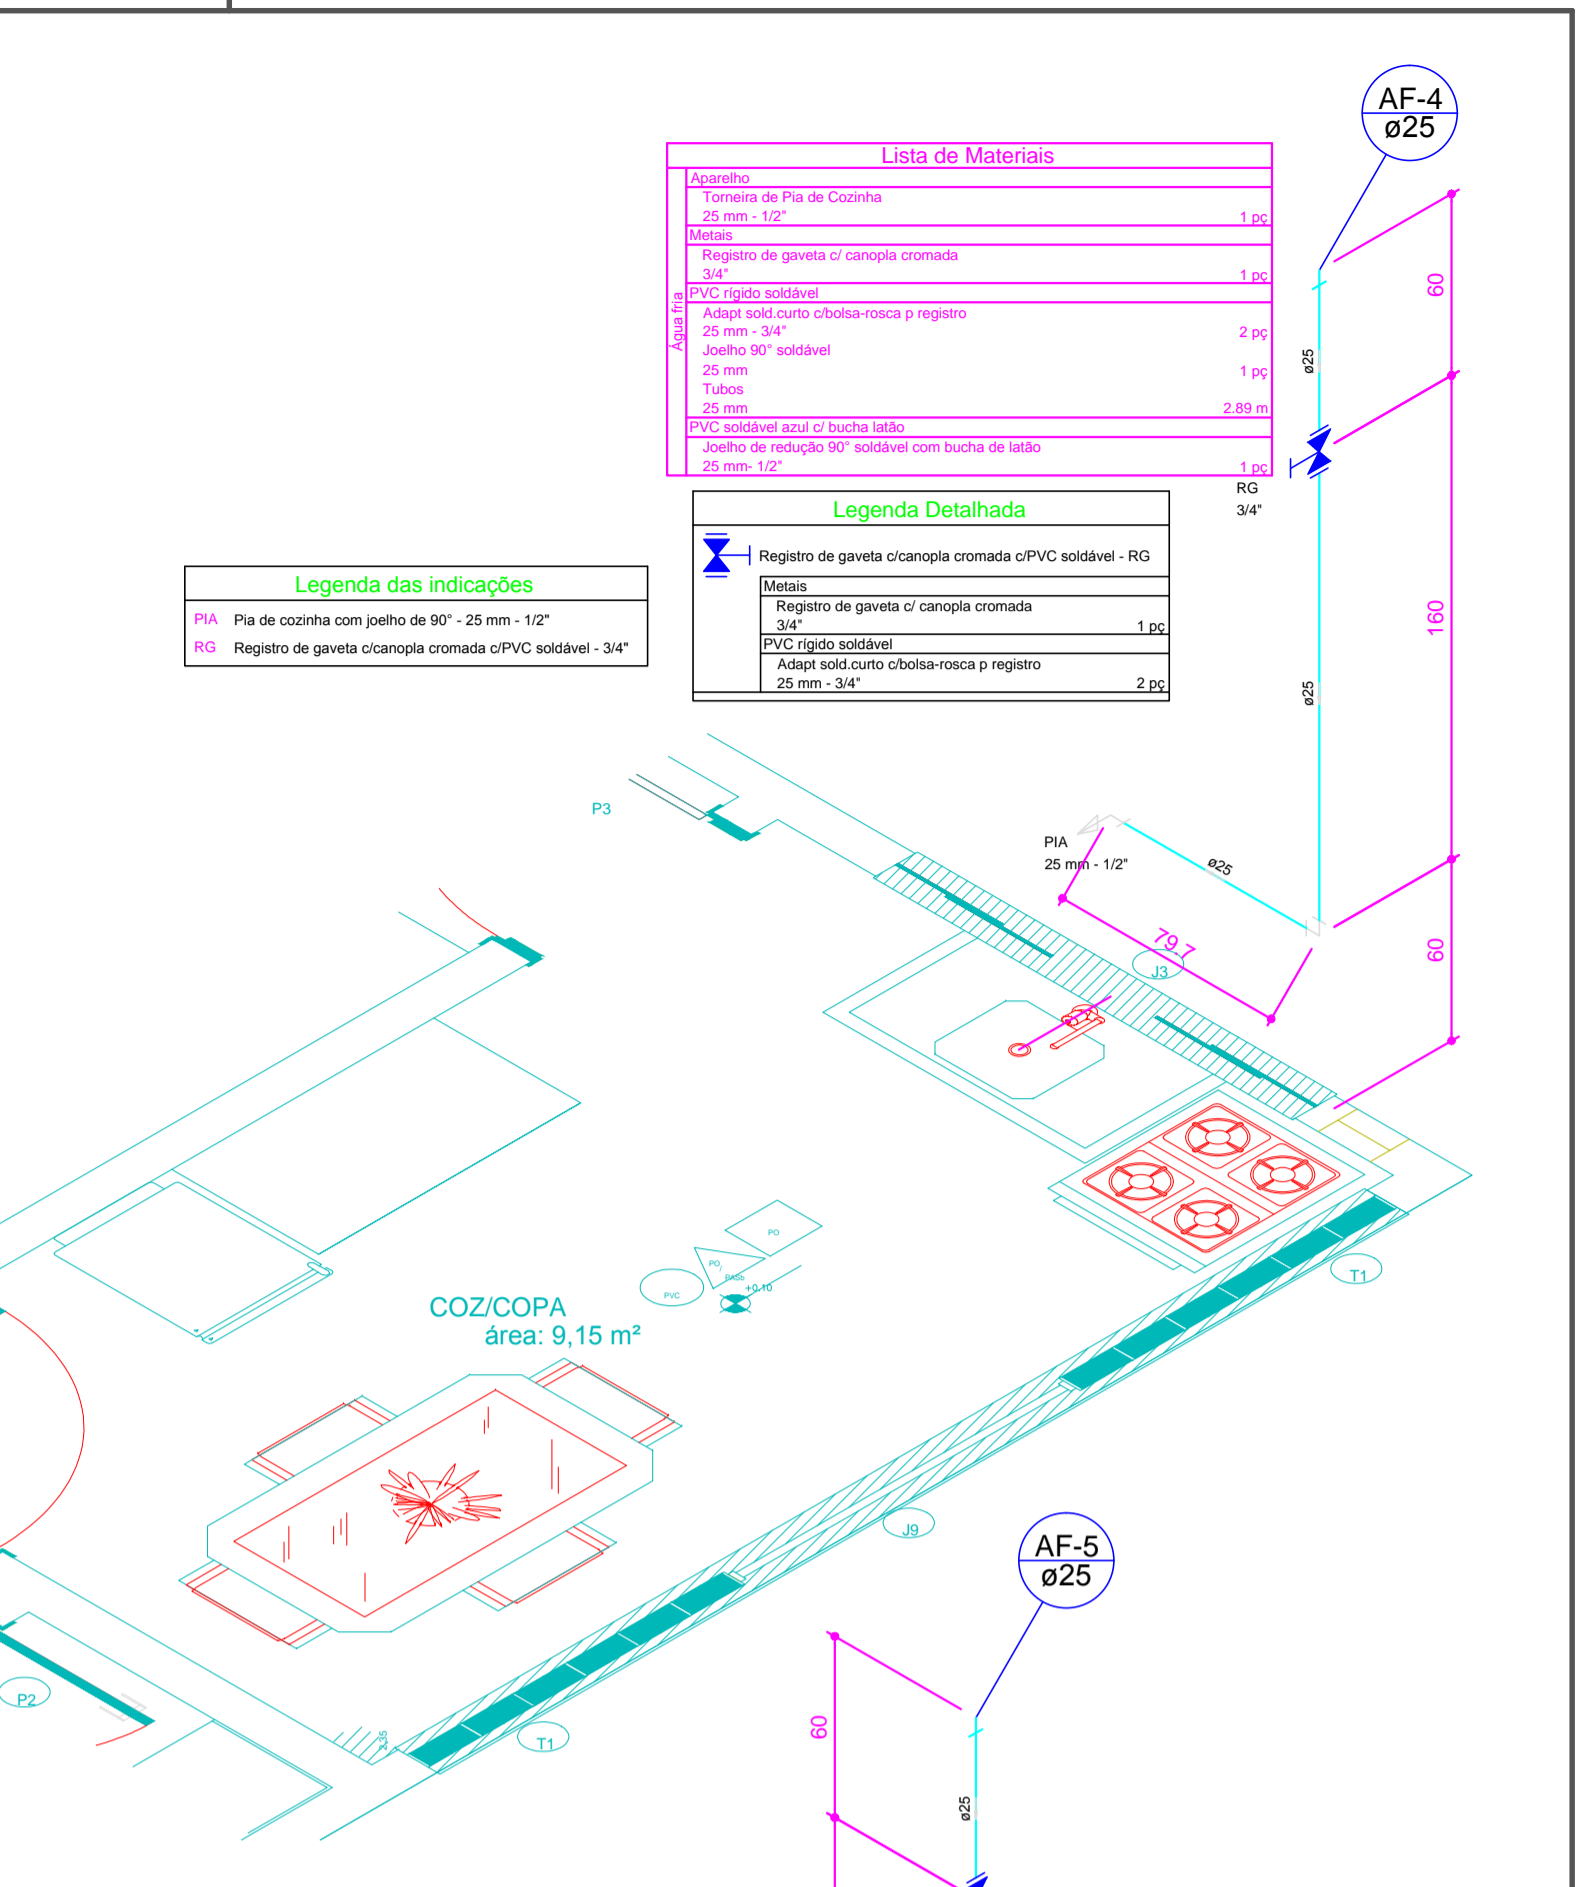 AF-4
ø25
Lista de Materiais
Água fria
Aparelho
Torneira de Pia de Cozinha
25 mm - 1/2" 1 pç
Metais
Registro de gaveta c/ canopla cromada
3/4" 1 pç
PVC rígido soldável
Adapt sold.curto c/bolsa-rosca p registro
25 mm - 3/4" 2 pç
Joelho 90° soldável
25 mm 1 pç
Tubos
25 mm 2.89 m
PVC soldável azul c/ bucha latão
Joelho de redução 90° soldável com bucha de latão
25 mm- 1/2" 1 pç
60
ø25
RG
3/4"
Legenda Detalhada
Registro de gaveta c/canopla cromada c/PVC soldável - RG
Metais
Registro de gaveta c/ canopla cromada
3/4" 1 pç
PVC rígido soldável
Adapt sold.curto c/bolsa-rosca p registro
25 mm - 3/4" 2 pç
Legenda das indicações
PIA Pia de cozinha com joelho de 90° - 25 mm - 1/2"
RG Registro de gaveta c/canopla cromada c/PVC soldável - 3/4"
160
ø25
P3
PIA
25 mm - 1/2"
ø25
79.7
60
J3
PO
PO/
PASb
PVC
+0,10
T1
COZ/COPA
área: 9,15 m²
J9
AF-5
ø25
P2
2,35
T1
60
ø25